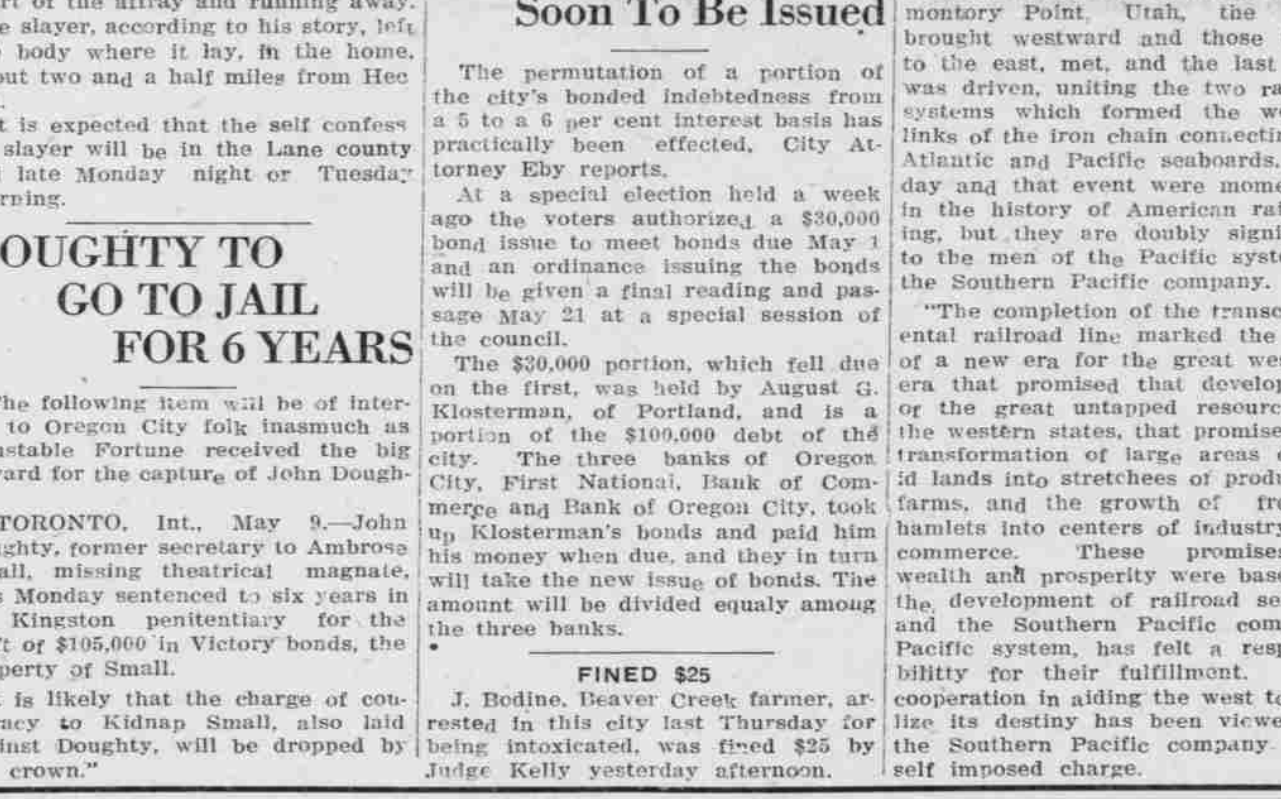 rt of the affray and running away.
e slayer, according to his story, left
body where it lay, in the home,
out two and a half miles from Hec
.
t is expected that the self confess
slayer will be in the Lane county
late Monday night or Tuesday
rning.
OUGHTY TO
GO TO JAIL
FOR 6 YEARS
he following item will be of inter-
to Oregon City folk inasmuch as
stable Fortune received the big
ard for the capture of John Dough-
TORONTO, Int., May 9.—John
ghty, former secretary to Ambrose
all, missing theatrical magnate,
s Monday sentenced to six years in
Kingston penitentiary for the
t of $105,000 in Victory bonds, the
perty of Small.
is likely that the charge of con-
acy to Kidnap Small, also laid
inst Doughty, will be dropped by
crown."
Soon To Be Issued
The permutation of a portion of
the city's bonded indebtedness from
a 5 to a 6 per cent interest basis has
practically been effected, City At-
torney Eby reports.
At a special election held a week
ago the voters authorized a $30,000
bond issue to meet bonds due May 1
and an ordinance issuing the bonds
will be given a final reading and pas-
sage May 21 at a special session of
the council.
The $30,000 portion, which fell due
on the first, was held by August G.
Klosterman, of Portland, and is a
portion of the $100,000 debt of the
city. The three banks of Oregon
City, First National, Bank of Com-
merce and Bank of Oregon City, took
up Klosterman's bonds and paid him
his money when due, and they in turn
will take the new issue of bonds. The
amount will be divided equaly among
the three banks.
FINED $25
J. Bodine, Beaver Creek farmer, ar-
rested in this city last Thursday for
being intoxicated, was fined $25 by
Judge Kelly yesterday afternoon.
montory Point, Utah, the
brought westward and those
to the east, met, and the last
was driven, uniting the two ra
systems which formed the w
links of the iron chain connectin
Atlantic and Pacific seaboards.
day and that event were mome
in the history of American rai
ing, but they are doubly signi
to the men of the Pacific syste
the Southern Pacific company.
"The completion of the transc
ental railroad line marked the
of a new era for the great wes
era that promised that develop
of the great untapped resourc
the western states, that promise
transformation of large areas
id lands into stretchees of produ
farms, and the growth of fr
hamlets into centers of industry
commerce. These promise
wealth and prosperity were base
the development of railroad se
and the Southern Pacific com
Pacific system, has felt a resp
bilitty for their fulfillment.
cooperation in aiding the west t
lize its destiny has been viewe
the Southern Pacific company
self imposed charge.